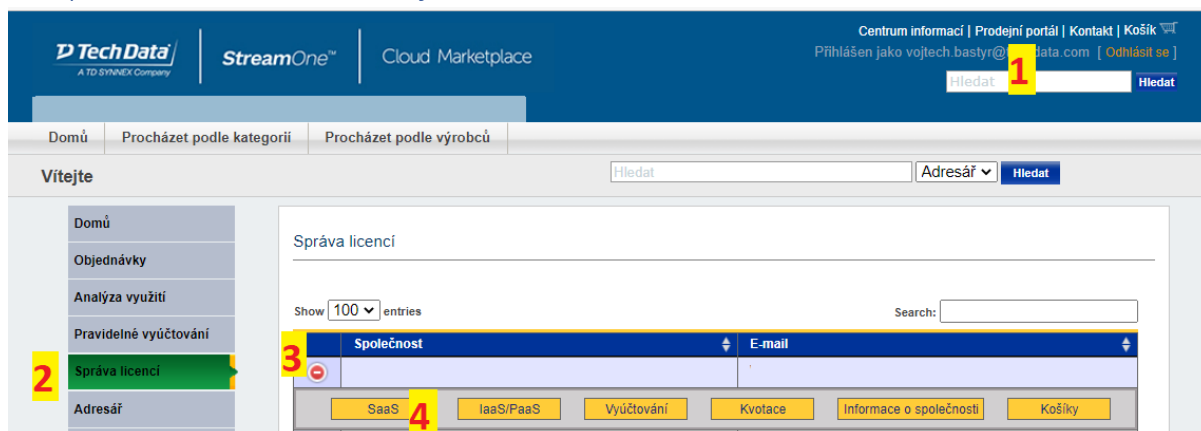 Centrum informací | Prodejní portál | Kontakt | Košík
TechData
A TD SYNNEX Company
StreamOne™
Cloud Marketplace
Přihlášen jako vojtech.bastyr@ data.com [ Odhlásit se ]
1
Hledat
Hledat
Domů
Procházet podle kategorií
Procházet podle výrobců
Vítejte
Hledat
Adresář
Hledat
Domů
Objednávky
Analýza využití
Pravidelné vyúčtování
2
Správa licencí
Adresář
Správa licencí
Show 100 entries
Search:
3
Společnost
E-mail
SaaS
4
IaaS/PaaS
Vyúčtování
Kvotace
Informace o společnosti
Košíky